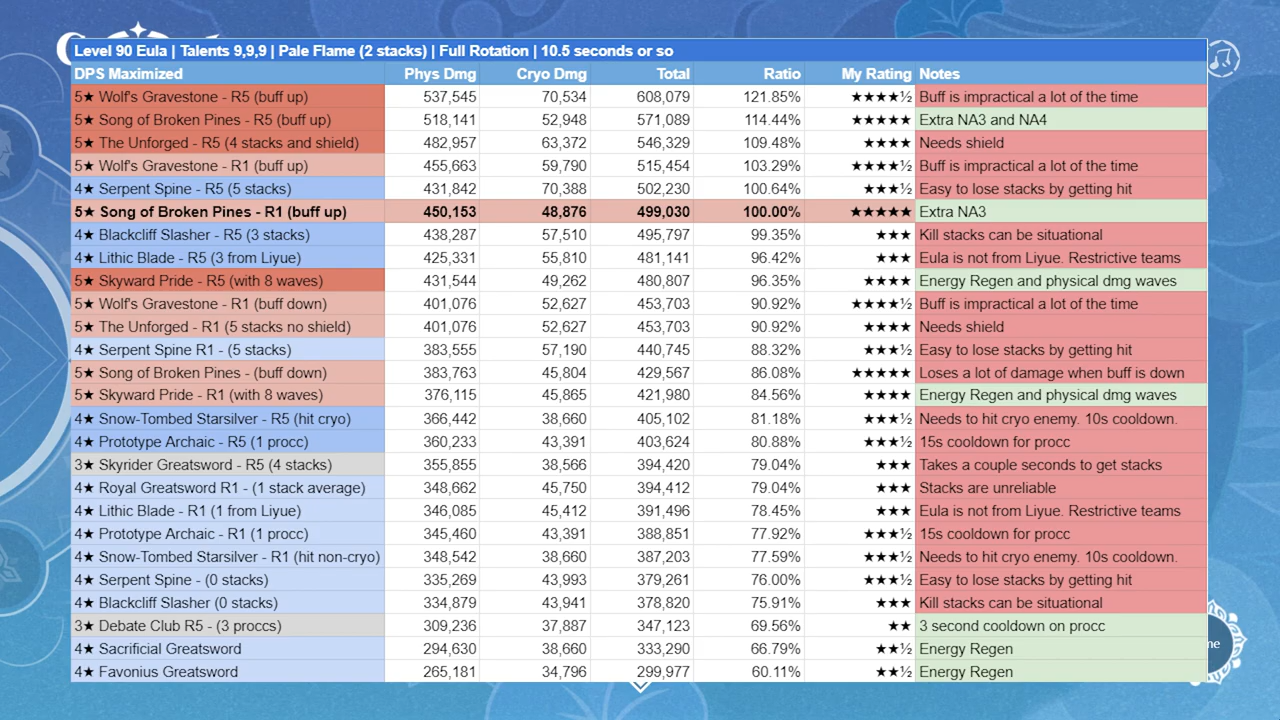 Level 90 Eula | Talents 9,9,9 | Pale Flame (2 stacks) | Full Rotation | 10.5 seconds or so
DPS Maximized Phys Dmg Cryo Dmg Total Ratio My Rating Notes
5★ Wolf's Gravestone - R5 (buff up) 537,545 70,534 608,079 121.85% ★★★★½ Buff is impractical a lot of the time
5★ Song of Broken Pines - R5 (buff up) 518,141 52,948 571,089 114.44% ★★★★★ Extra NA3 and NA4
5★ The Unforged - R5 (4 stacks and shield) 482,957 63,372 546,329 109.48% ★★★★ Needs shield
5★ Wolf's Gravestone - R1 (buff up) 455,663 59,790 515,454 103.29% ★★★★½ Buff is impractical a lot of the time
4★ Serpent Spine - R5 (5 stacks) 431,842 70,388 502,230 100.64% ★★★½ Easy to lose stacks by getting hit
5★ Song of Broken Pines - R1 (buff up) 450,153 48,876 499,030 100.00% ★★★★★ Extra NA3
4★ Blackcliff Slasher - R5 (3 stacks) 438,287 57,510 495,797 99.35% ★★★ Kill stacks can be situational
4★ Lithic Blade - R5 (3 from Liyue) 425,331 55,810 481,141 96.42% ★★★ Eula is not from Liyue. Restrictive teams
5★ Skyward Pride - R5 (with 8 waves) 431,544 49,262 480,807 96.35% ★★★★ Energy Regen and physical dmg waves
5★ Wolf's Gravestone - R1 (buff down) 401,076 52,627 453,703 90.92% ★★★★½ Buff is impractical a lot of the time
5★ The Unforged - R1 (5 stacks no shield) 401,076 52,627 453,703 90.92% ★★★★ Needs shield
4★ Serpent Spine R1 - (5 stacks) 383,555 57,190 440,745 88.32% ★★★½ Easy to lose stacks by getting hit
5★ Song of Broken Pines - (buff down) 383,763 45,804 429,567 86.08% ★★★★★ Loses a lot of damage when buff is down
5★ Skyward Pride - R1 (with 8 waves) 376,115 45,865 421,980 84.56% ★★★★ Energy Regen and physical dmg waves
4★ Snow-Tombed Starsilver - R5 (hit cryo) 366,442 38,660 405,102 81.18% ★★★½ Needs to hit cryo enemy. 10s cooldown.
4★ Prototype Archaic - R5 (1 procc) 360,233 43,391 403,624 80.88% ★★★½ 15s cooldown for procc
3★ Skyrider Greatsword - R5 (4 stacks) 355,855 38,566 394,420 79.04% ★★★ Takes a couple seconds to get stacks
4★ Royal Greatsword R1 - (1 stack average) 348,662 45,750 394,412 79.04% ★★★ Stacks are unreliable
4★ Lithic Blade - R1 (1 from Liyue) 346,085 45,412 391,496 78.45% ★★★ Eula is not from Liyue. Restrictive teams
4★ Prototype Archaic - R1 (1 procc) 345,460 43,391 388,851 77.92% ★★★½ 15s cooldown for procc
4★ Snow-Tombed Starsilver - R1 (hit non-cryo) 348,542 38,660 387,203 77.59% ★★★½ Needs to hit cryo enemy. 10s cooldown.
4★ Serpent Spine - (0 stacks) 335,269 43,993 379,261 76.00% ★★★½ Easy to lose stacks by getting hit
4★ Blackcliff Slasher (0 stacks) 334,879 43,941 378,820 75.91% ★★★ Kill stacks can be situational
3★ Debate Club R5 - (3 proccs) 309,236 37,887 347,123 69.56% ★★ 3 second cooldown on procc
4★ Sacrificial Greatsword 294,630 38,660 333,290 66.79% ★★½ Energy Regen
4★ Favonius Greatsword 265,181 34,796 299,977 60.11% ★★½ Energy Regen